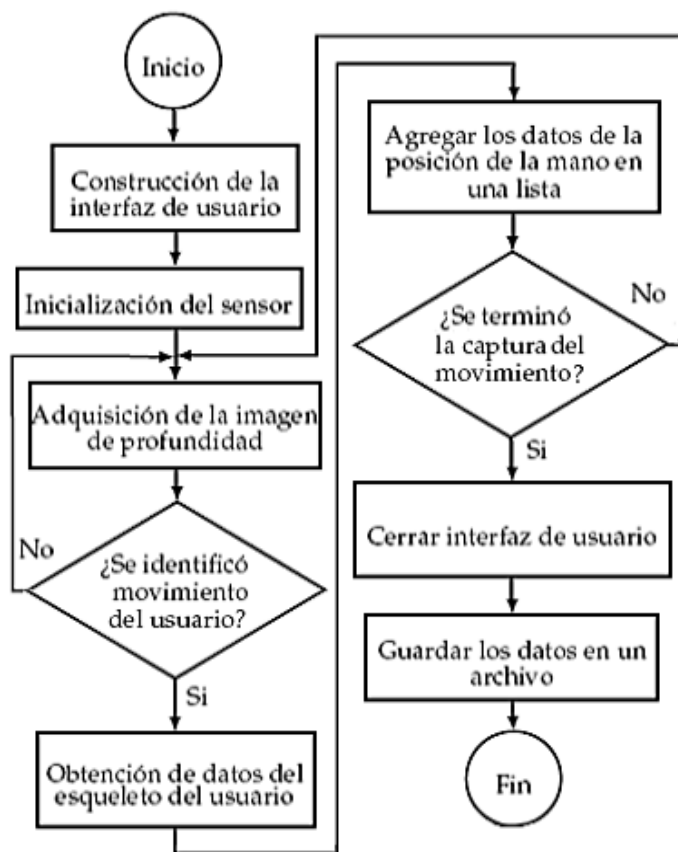 Inicio
Construcción de la
interfaz de usuario
Inicialización del sensor
Adquisición de la imagen
de profundidad
¿Se identificó
movimiento
del usuario?
No
Si
Obtención de datos del
esqueleto del usuario
Agregar los datos de la
posición de la mano en
una lista
¿Se terminó
la captura del
movimiento?
No
Si
Cerrar interfaz de usuario
Guardar los datos en un
archivo
Fin